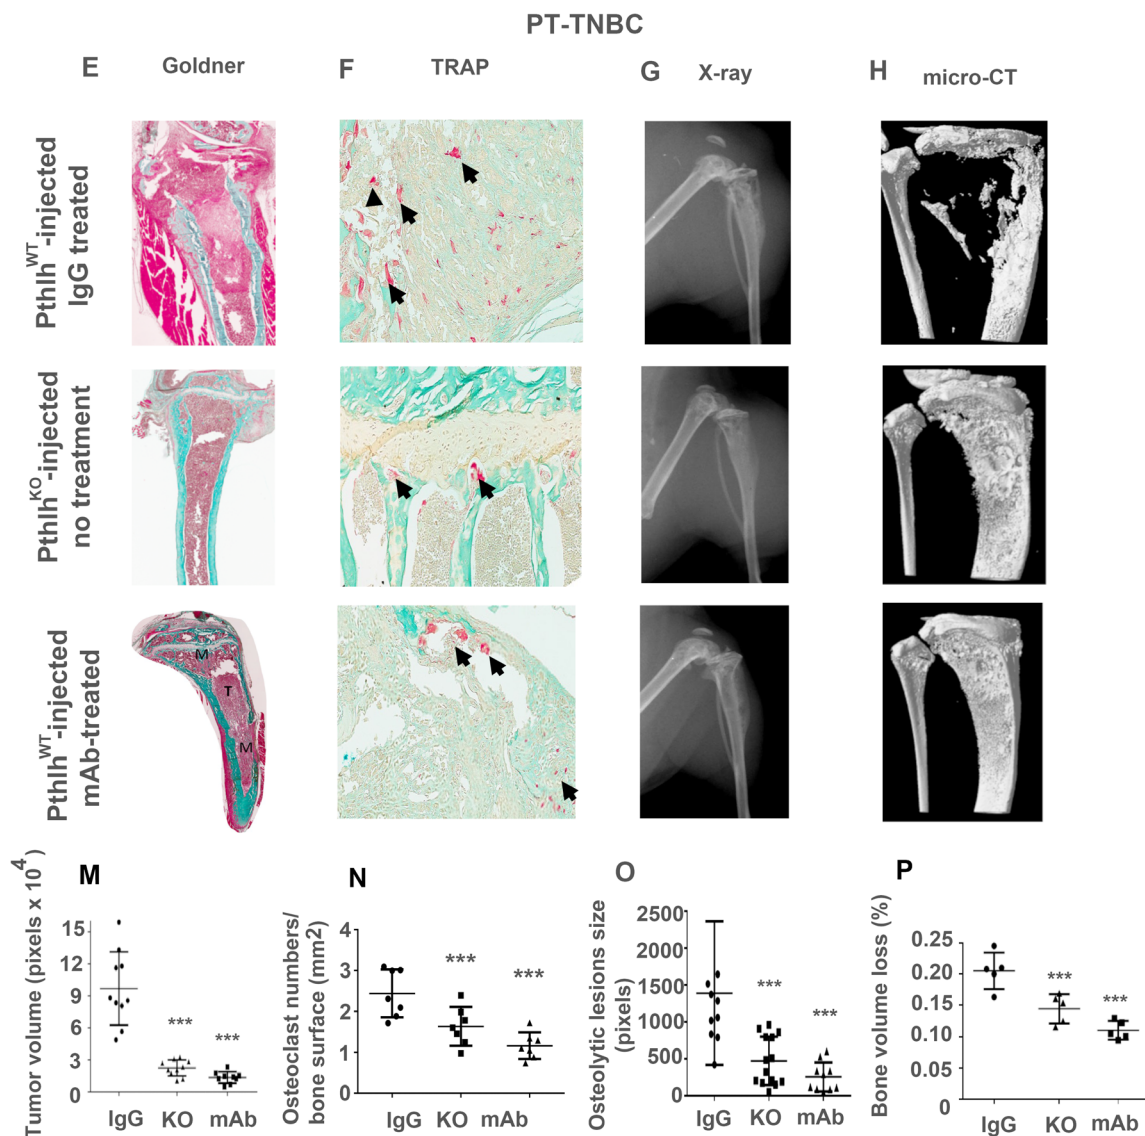 PT-TNBC
E Goldner F TRAP G X-ray H micro-CT
Pthlh^WT-injected
IgG treated
Pthlh^KO-injected
no treatment
Pthlh^WT-injected
mAb-treated
M
T
M
M
Tumor volume (pixels x 10^4)
15
12
9
6
3
0
IgG KO mAb
*** ***
N
Osteoclast numbers/
bone surface (mm2)
4
3
2
1
0
IgG KO mAb
*** ***
O
Osteolytic lesions size
(pixels)
2500
2000
1500
1000
500
0
IgG KO mAb
*** ***
P
Bone volume loss (%)
0.25
0.20
0.15
0.10
0
IgG KO mAb
*** ***